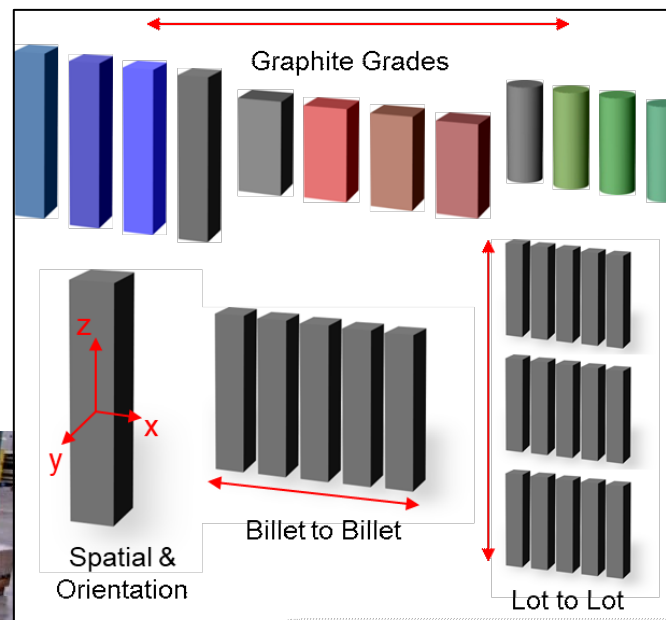 Graphite Grades
z
x
y
Spatial &
Orientation
Billet to Billet
Lot to Lot